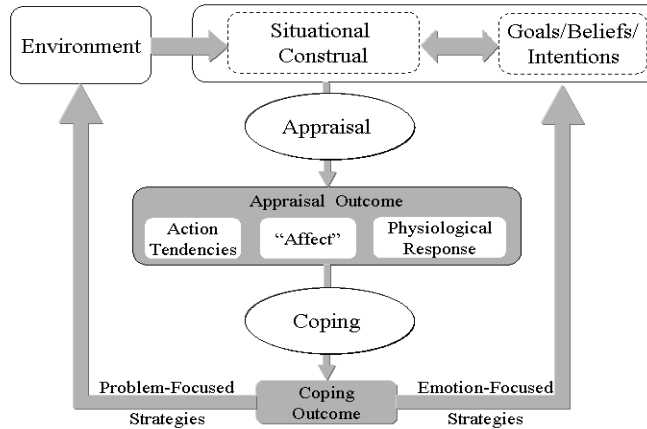 Environment
Situational
Construal
Goals/Beliefs/
Intentions
Appraisal
Appraisal Outcome
Action
Tendencies
“Affect”
Physiological
Response
Coping
Problem-Focused
Strategies
Coping
Outcome
Emotion-Focused
Strategies